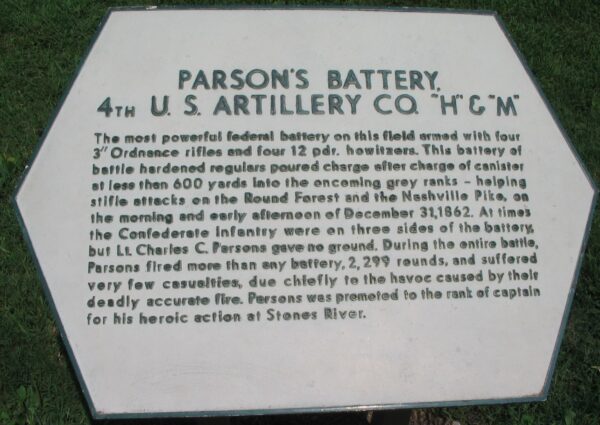 PARSON'S BATTERY,
4TH U. S. ARTILLERY CO. "H" & "M"
The most powerful federal battery on this field armed with four
3" Ordnance rifles and four 12 pdr. howitzers. This battery of
battle hardened regulars poured charge after charge of canister
at less than 600 yards into the oncoming grey ranks - helping
stifle attacks on the Round Forest and the Nashville Pike, on
the morning and early afternoon of December 31, 1862. At times
the Confederate infantry were on three sides of the battery,
but Lt. Charles C. Parsons gave no ground. During the entire battle,
Parsons fired more than any battery, 2,299 rounds, and suffered
very few casualties, due chiefly to the havoc caused by their
deadly accurate fire. Parsons was promoted to the rank of captain
for his heroic action at Stones River.